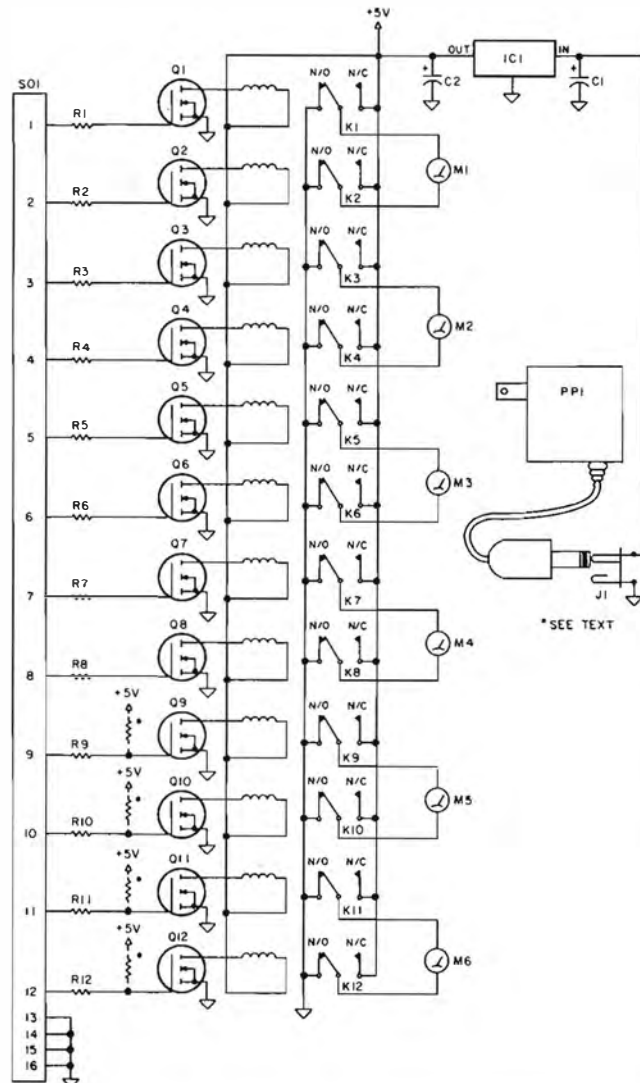 +5V
OUT IC1 IN
C2 C1
SO1
Q1 N/O N/C
1 R1 K1
M1
Q2 N/O N/C
2 R2 K2
Q3 N/O N/C
3 R3 K3
M2
Q4 N/O N/C
4 R4 K4
Q5 N/O N/C
5 R5 K5
M3
Q6 N/O N/C
6 R6 K6
Q7 N/O N/C
7 R7 K7
M4
Q8 N/O N/C
8 R8 K8
PP1
J1
*SEE TEXT
+5V Q9 N/O N/C
*
9 R9 K9
M5
+5V Q10 N/O N/C
*
10 R10 K10
+5V Q11 N/O N/C
*
11 R11 K11
M6
+5V Q12 N/O N/C
*
12 R12 K12
13
14
15
16